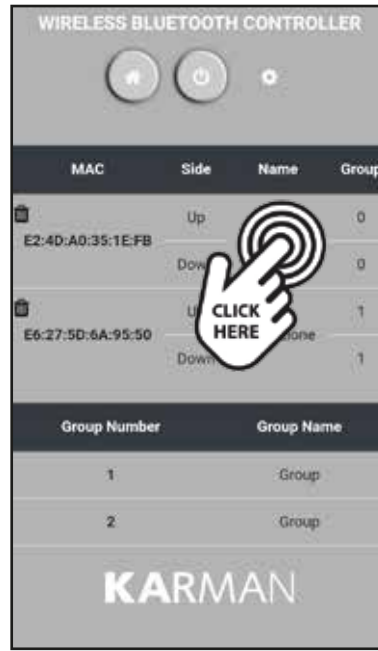 WIRELESS BLUETOOTH CONTROLLER
MAC Side Name Group
Up 0
E2:4D:A0:35:1E:FB
Down 0
CLICK
HERE
U 1
E6:27:5D:6A:95:50
Down 1
Group Number Group Name
1 Group
2 Group
KARMAN